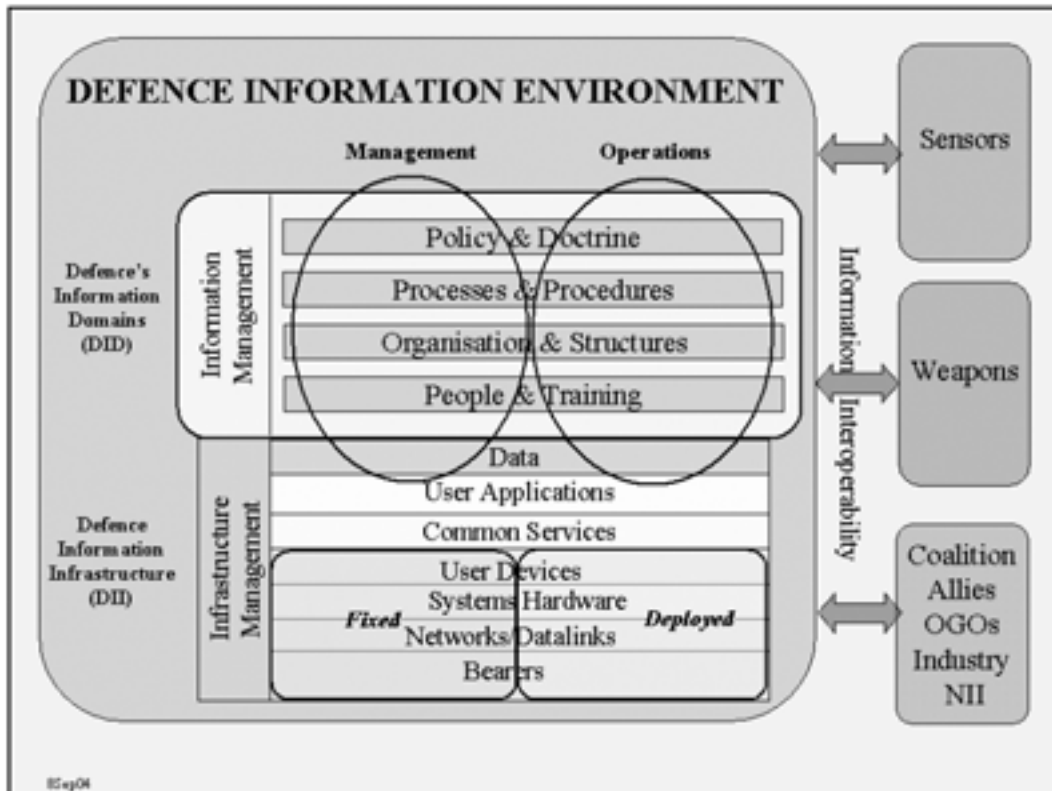 DEFENCE INFORMATION ENVIRONMENT
Management
Operations
Sensors
Defence's
Information
Domains
(DID)
Information
Management
Policy & Doctrine
Processes & Procedures
Organisation & Structures
People & Training
Information Interoperability
Weapons
Defence
Information
Infrastructure
(DII)
Infrastructure
Management
Data
User Applications
Common Services
User Devices
Systems Hardware
Fixed
Deployed
Networks/Datalinks
Bearers
Coalition
Allies
OGOs
Industry
NII